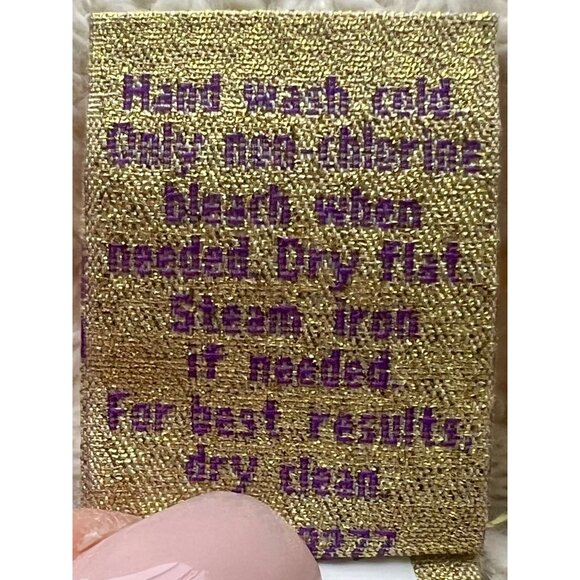 Hand wash cold.
Only non-chlorine
bleach when
needed. Dry flat.
Steam iron
if needed.
For best results,
dry clean.